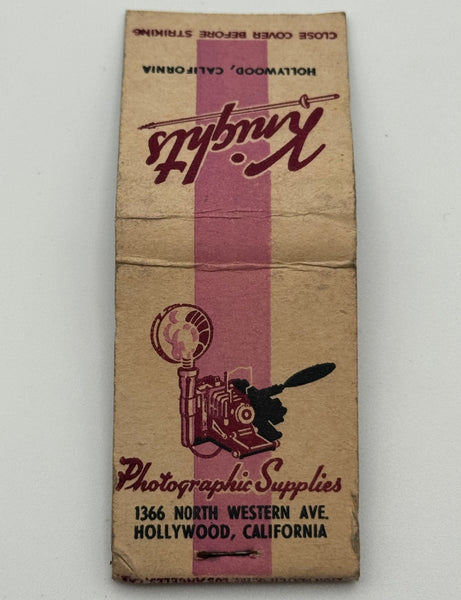 CLOSE COVER BEFORE STRIKING
HOLLYWOOD, CALIFORNIA
Knights
Photographic Supplies
1366 NORTH WESTERN AVE.
HOLLYWOOD, CALIFORNIA